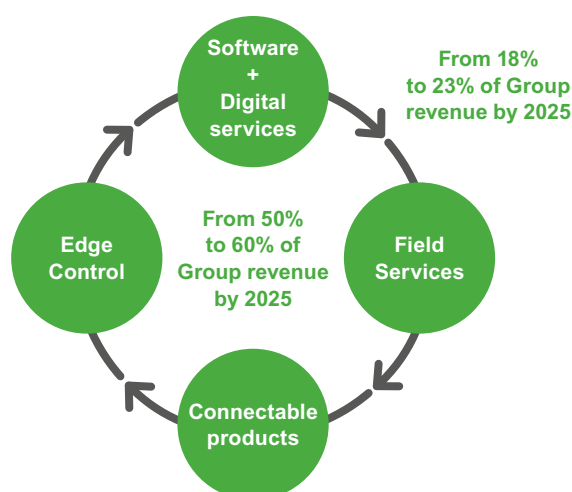 Software
+
Digital
services
From 18%
to 23% of Group
revenue by 2025
Edge
Control
From 50%
to 60% of
Group revenue
by 2025
Field
Services
Connectable
products